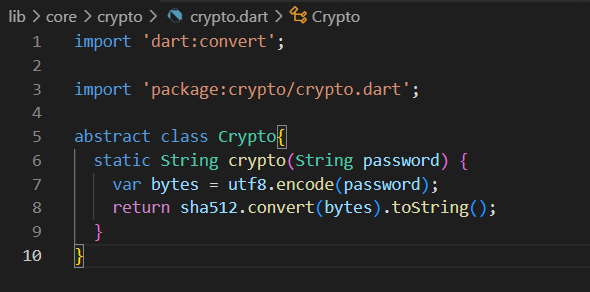 lib > core > crypto > crypto.dart > Crypto
1 import 'dart:convert';
2
3 import 'package:crypto/crypto.dart';
4
5 abstract class Crypto{
6   static String crypto(String password) {
7     var bytes = utf8.encode(password);
8     return sha512.convert(bytes).toString();
9   }
10 }